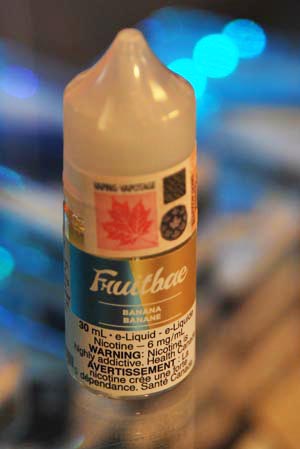 VAPING VAPOTAGE
Fruitbae
BANANA
BANANE
30 mL • e-Liquid - e-Liquide
Nicotine — 6 mg/mL
WARNING: Nicotine is
highly addictive. Health Canada
AVERTISSEMENT: La
nicotine crée une forte
dépendance. Santé Canada